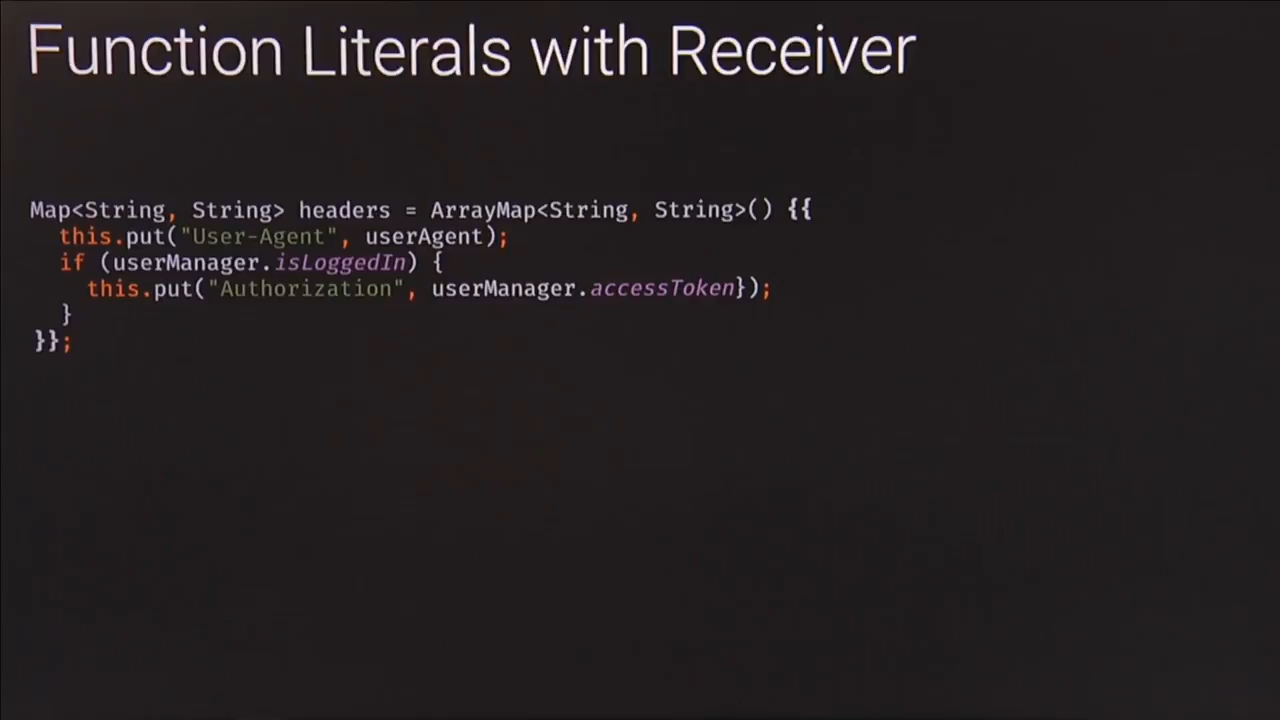 Function Literals with Receiver
Map<String, String> headers = ArrayMap<String, String>() {{
this.put("User-Agent", userAgent);
if (userManager.isLoggedIn) {
this.put("Authorization", userManager.accessToken});
}
}};